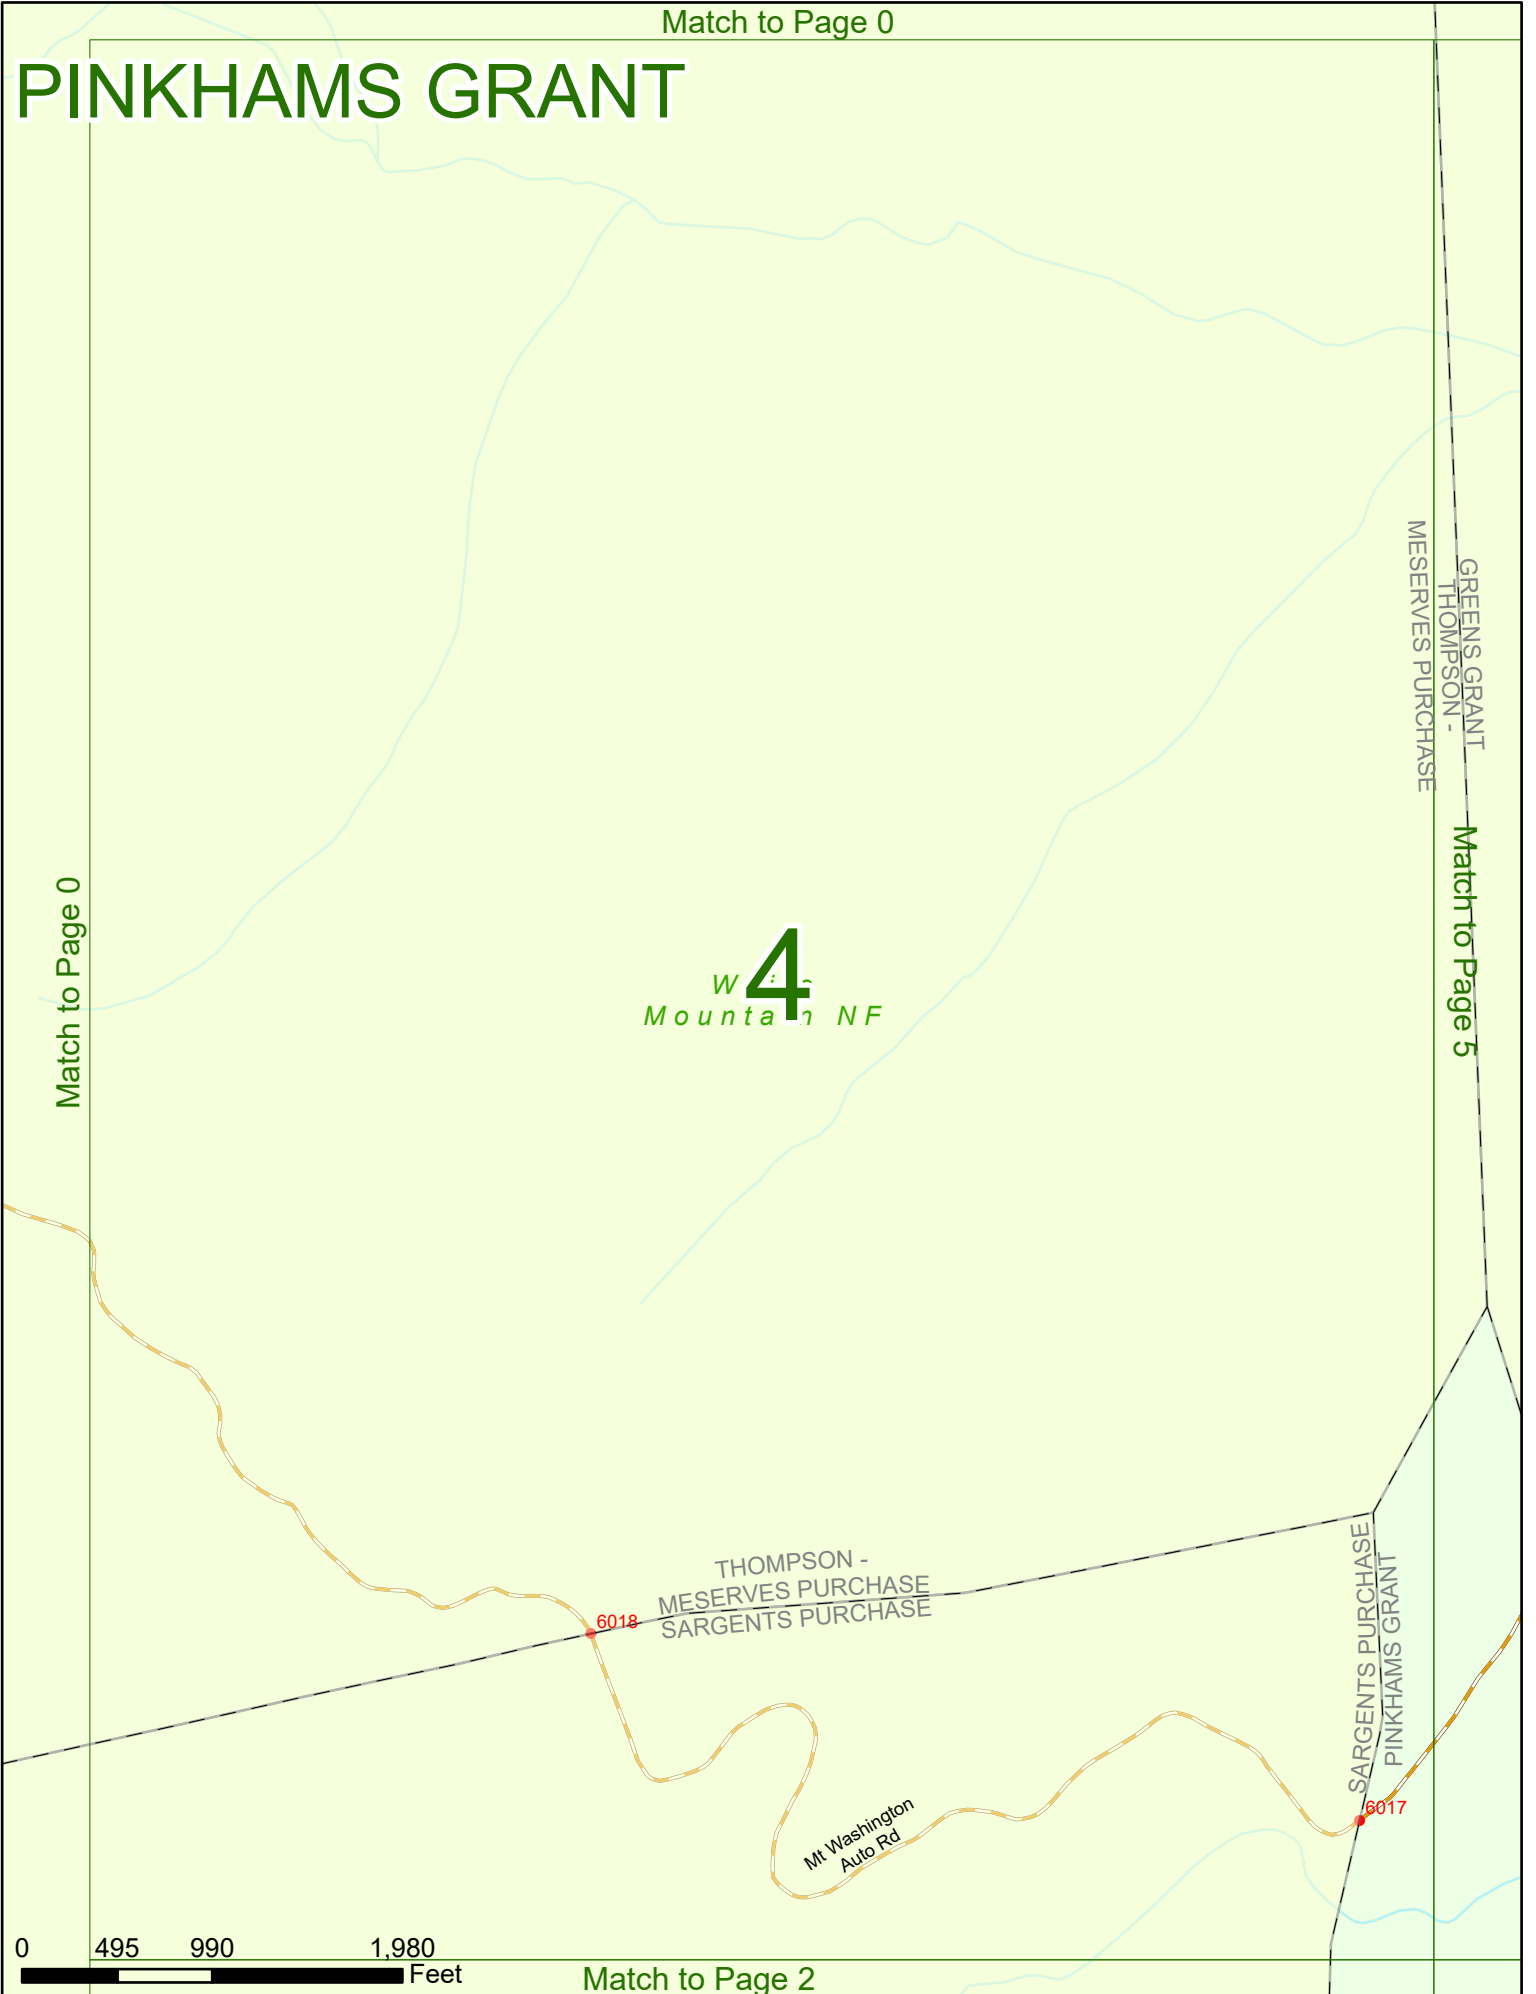 Match to Page 0
PINKHAMS GRANT
GREENS GRANT
THOMPSON -
MESERVES PURCHASE
Match to Page 5
Match to Page 0
4
Mountain NF
THOMPSON -
MESERVES PURCHASE
SARGENTS PURCHASE
6018
SARGENTS PURCHASE
PINKHAMS GRANT
6017
Mt Washington
Auto Rd
0 495 990 1,980
Feet
Match to Page 2